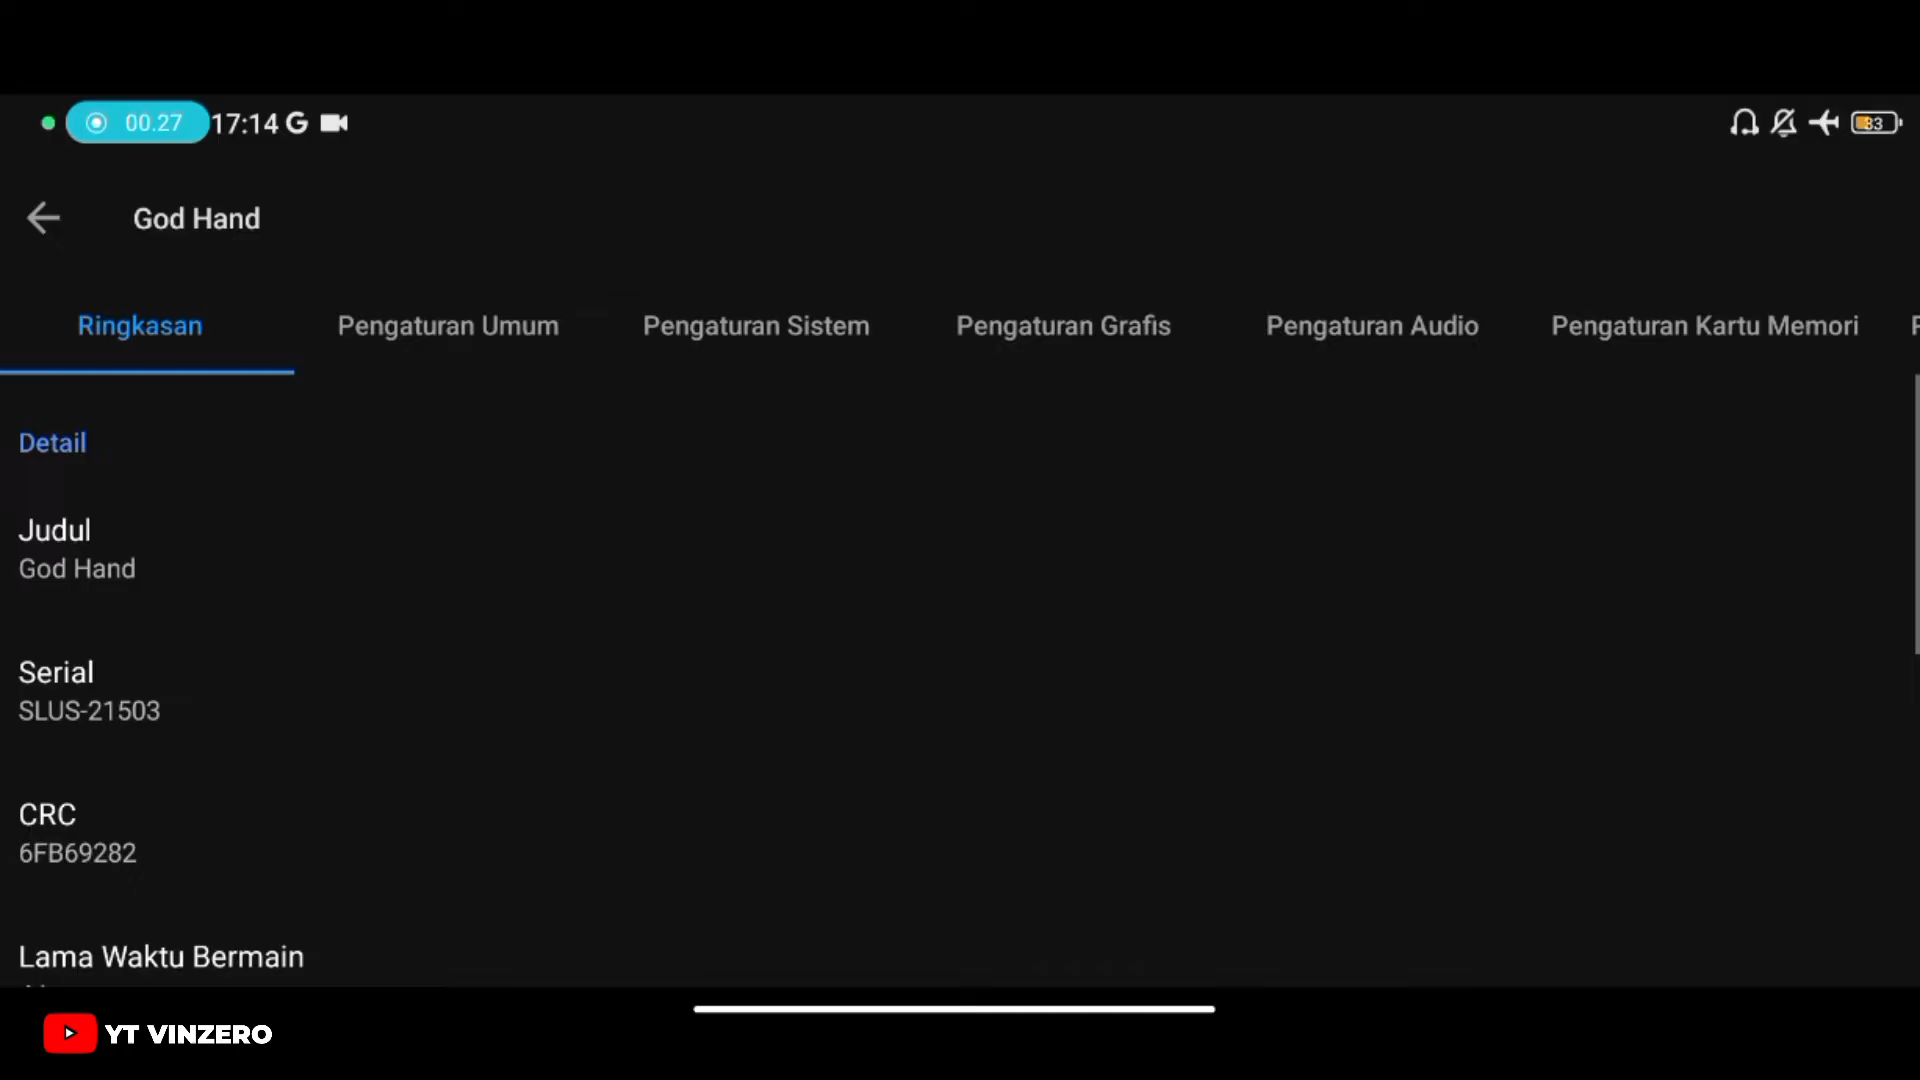 00.27 17:14 G
33
God Hand
Ringkasan Pengaturan Umum Pengaturan Sistem Pengaturan Grafis Pengaturan Audio Pengaturan Kartu Memori
Detail
Judul
God Hand
Serial
SLUS-21503
CRC
6FB69282
Lama Waktu Bermain
YT VINZERO